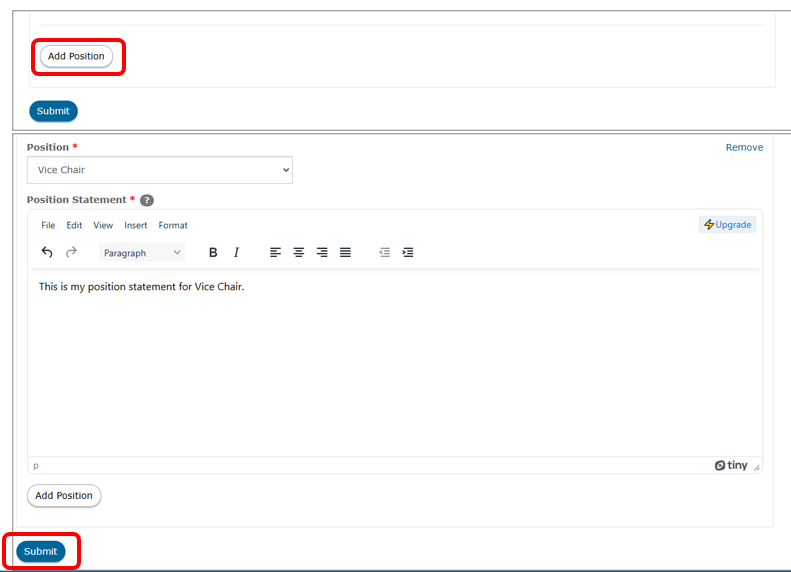 Add Position
Submit
Position *
Remove
Vice Chair
Position Statement * ?
File Edit View Insert Format
Upgrade
Paragraph B I
This is my position statement for Vice Chair.
p
tiny
Add Position
Submit